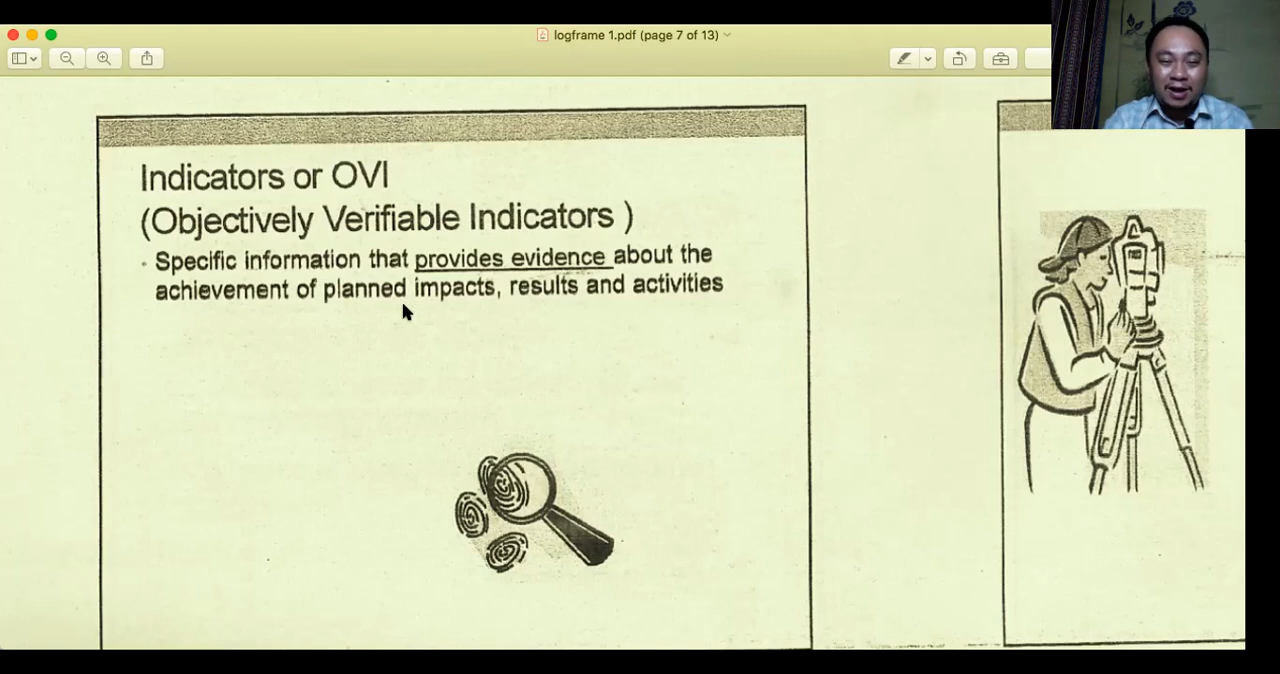 logframe 1.pdf (page 7 of 13)
Indicators or OVI
(Objectively Verifiable Indicators )
- Specific information that provides evidence about the
achievement of planned impacts, results and activities